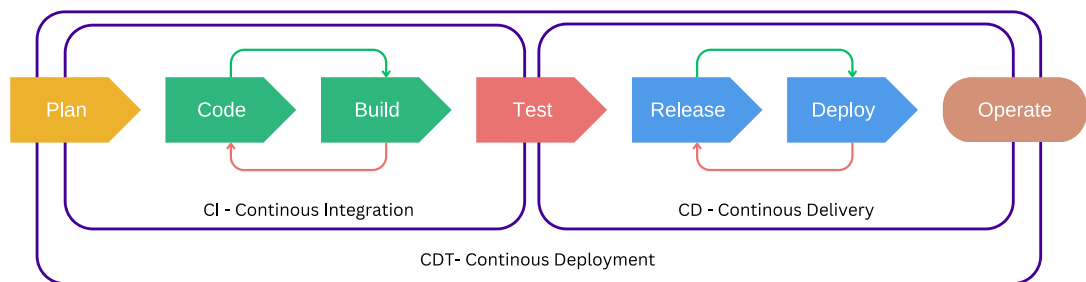 Plan
Code
Build
Test
Release
Deploy
Operate
CI - Continous Integration
CD - Continous Delivery
CDT- Continous Deployment